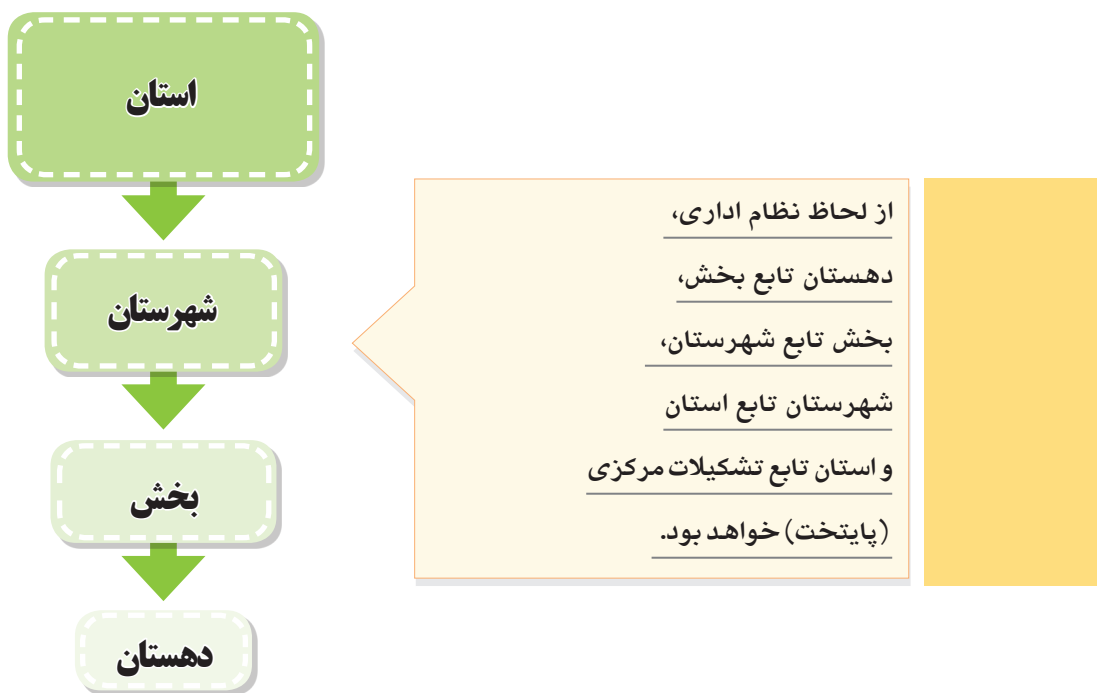 استان
شهرستان
بخش
دهستان
از لحاظ نظام اداری،
دهستان تابع بخش،
بخش تابع شهرستان،
شهرستان تابع استان
و استان تابع تشکیلات مرکزی
(پایتخت) خواهد بود.